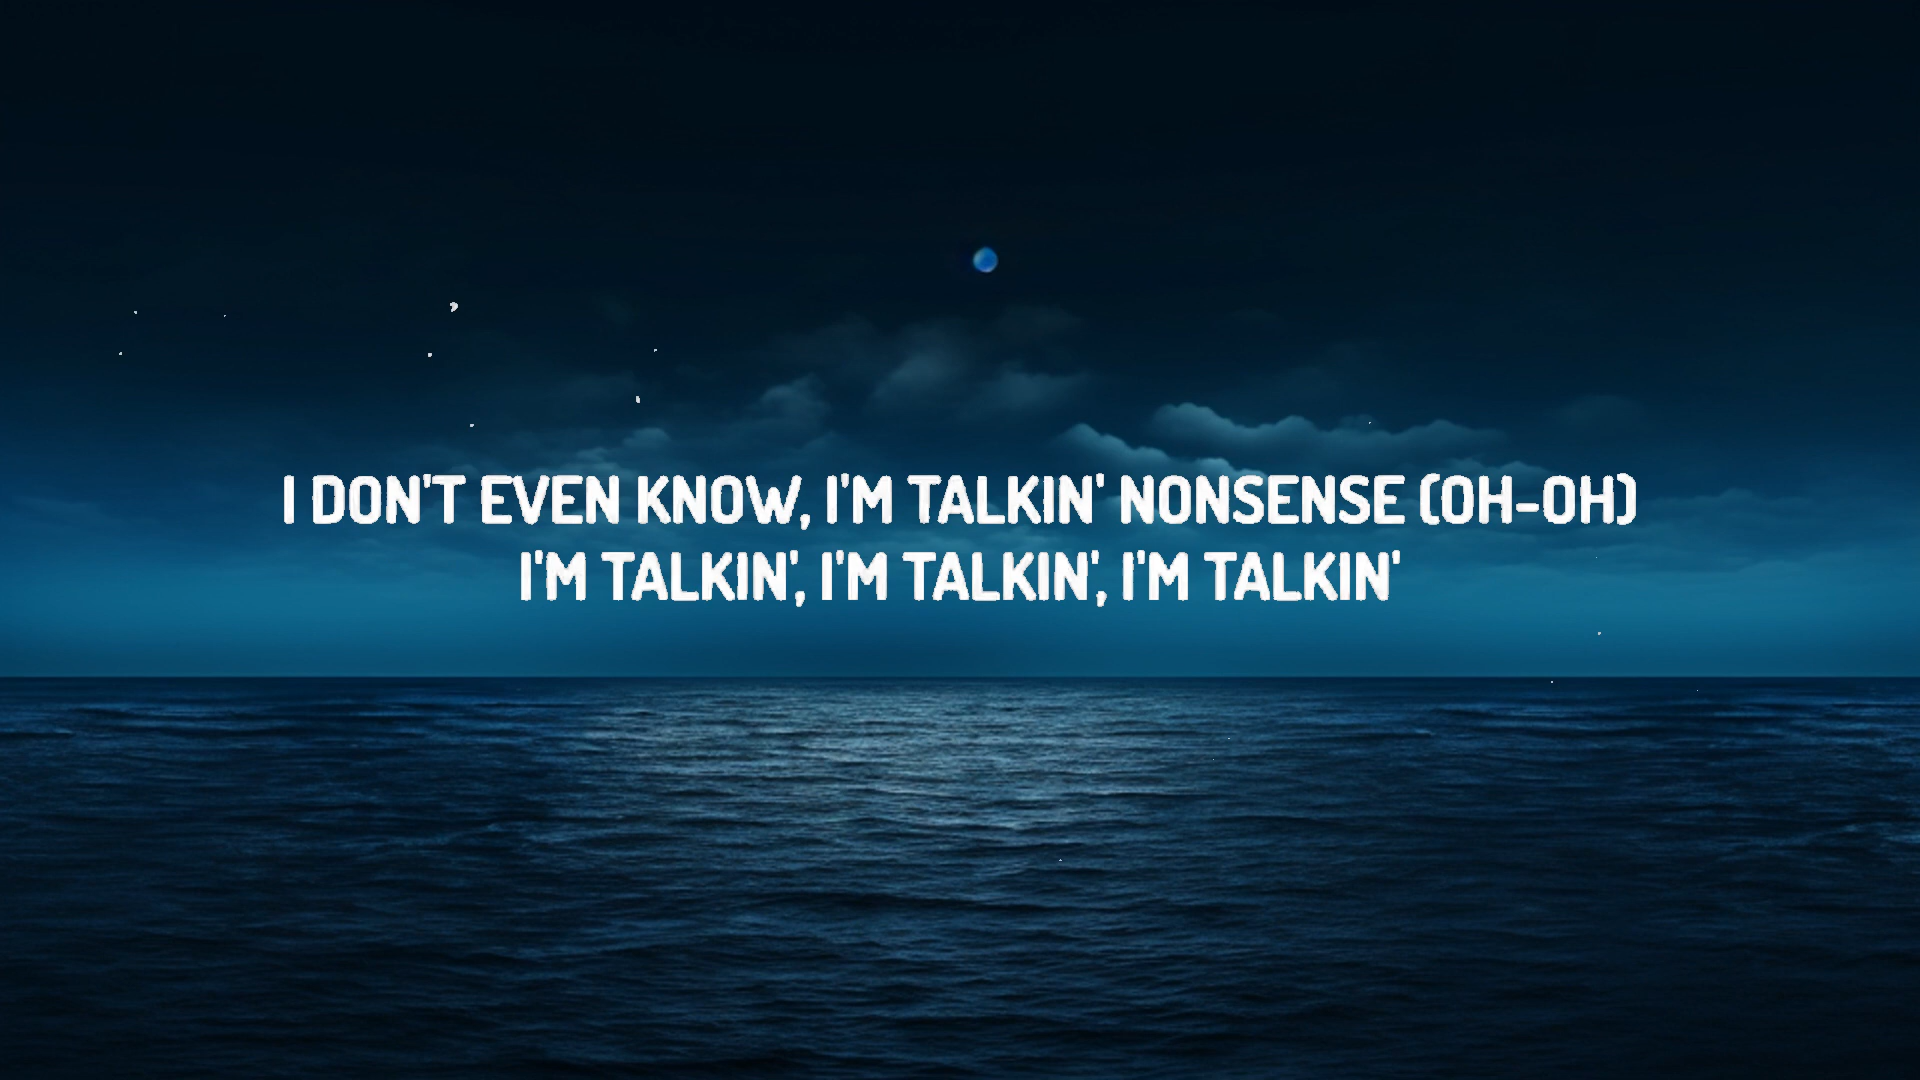 I DON'T EVEN KNOW, I'M TALKIN' NONSENSE (OH-OH)
I'M TALKIN', I'M TALKIN', I'M TALKIN'